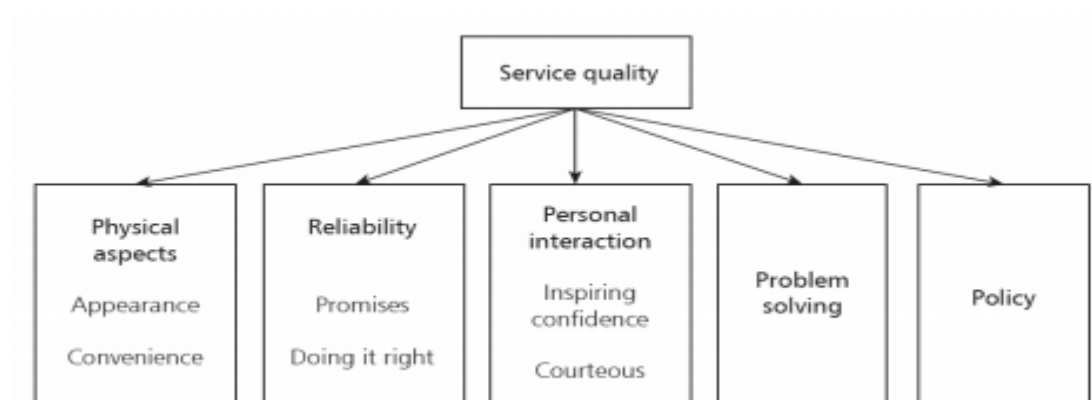 Service quality
Physical
aspects
Appearance
Convenience
Reliability
Promises
Doing it right
Personal
interaction
Inspiring
confidence
Courteous
Problem
solving
Policy